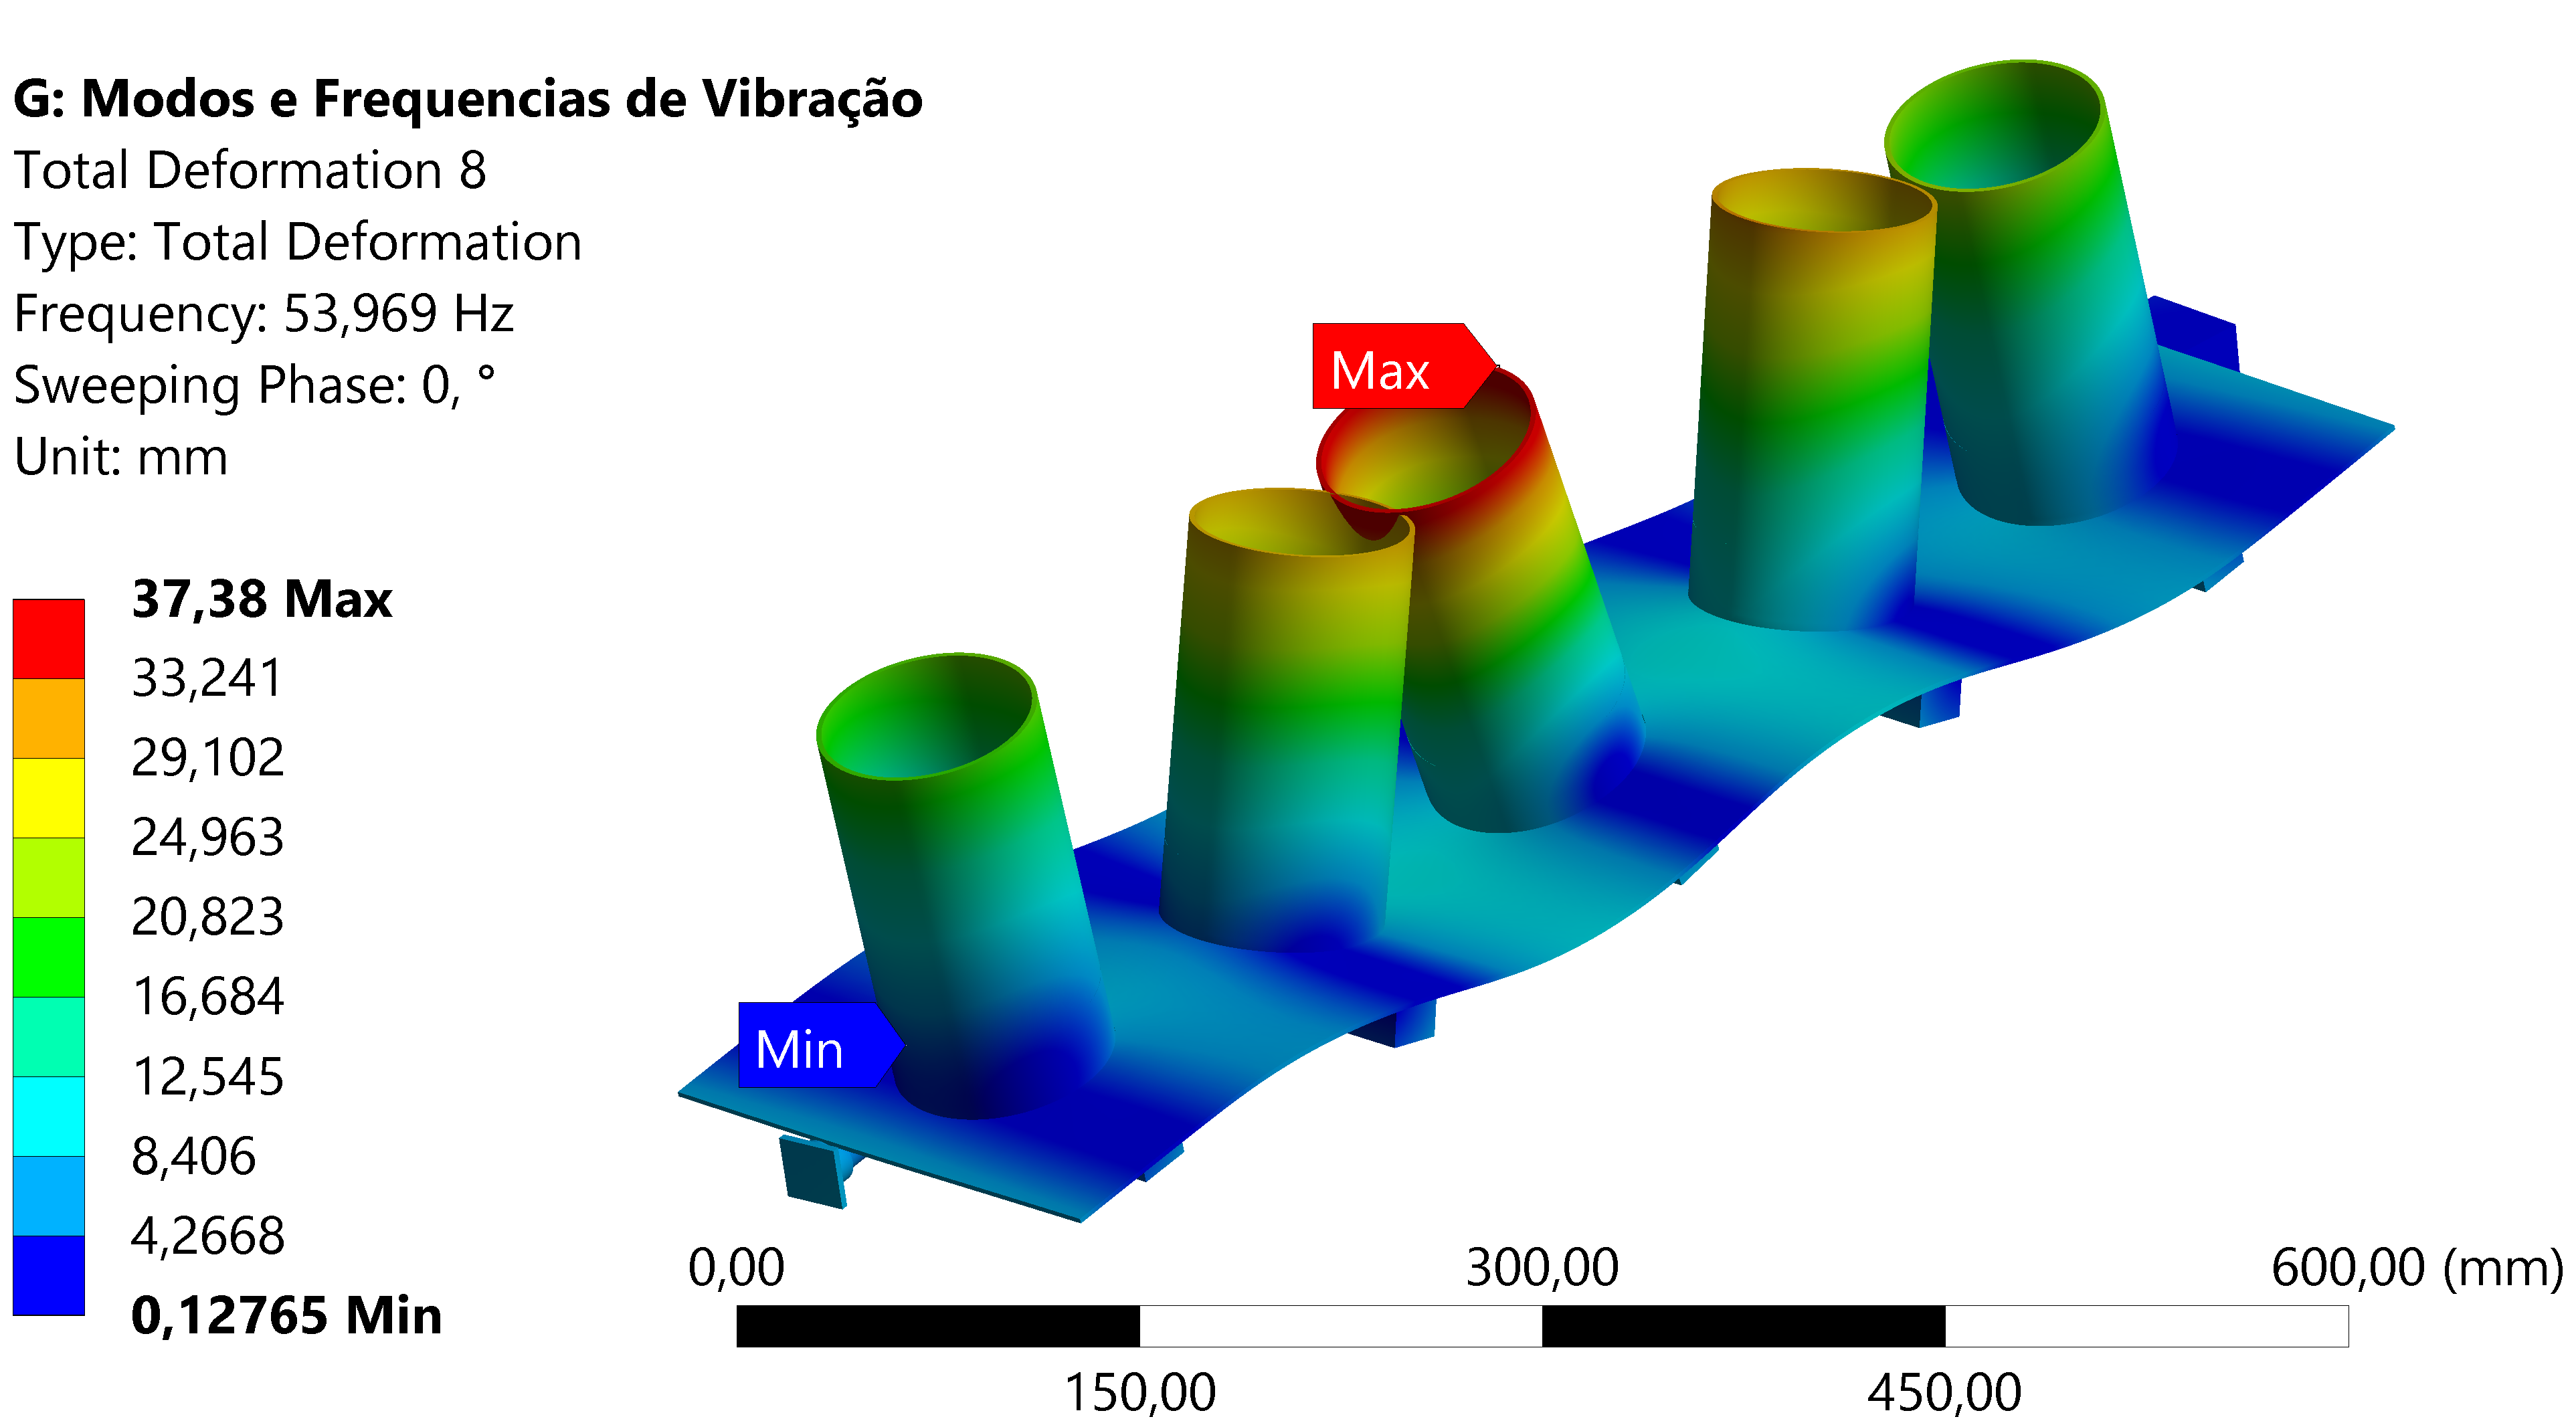 G: Modos e Frequencias de Vibração
Total Deformation 8
Type: Total Deformation
Frequency: 53,969 Hz
Sweeping Phase: 0, °
Unit: mm
37,38 Max
33,241
29,102
24,963
20,823
16,684
12,545
8,406
4,2668
0,12765 Min
Max
Min
0,00 300,00 600,00 (mm)
150,00 450,00